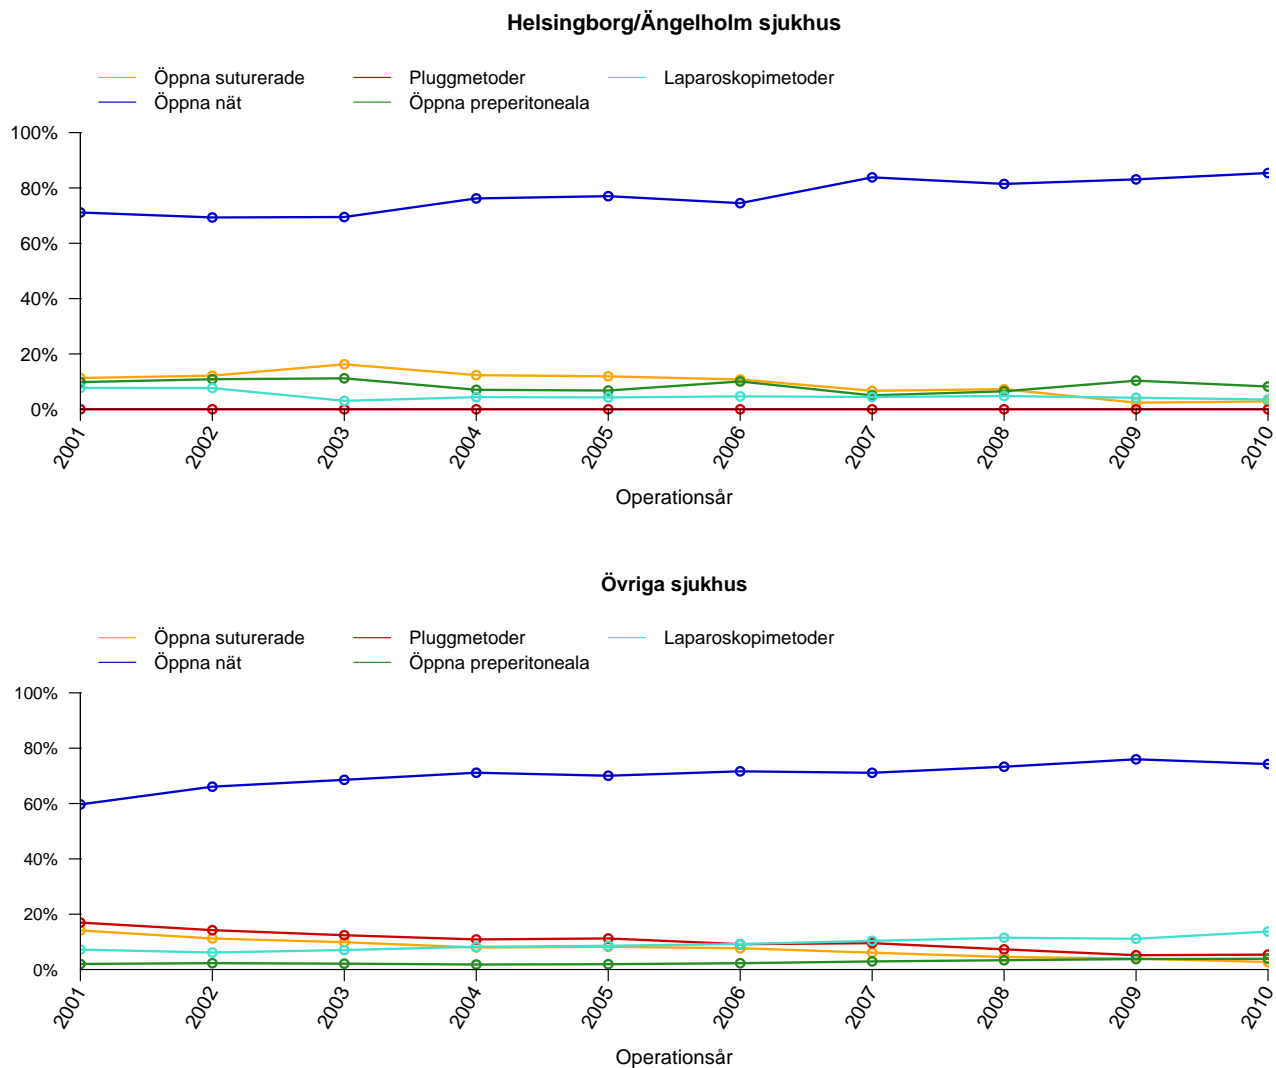 Helsingborg/Ängelholm sjukhus
Öppna suturerade Pluggmetoder Laparoskopimetoder
Öppna nät Öppna preperitoneala
100%
80%
60%
40%
20%
0%
2001 2002 2003 2004 2005 2006 2007 2008 2009 2010
Operationsår
Övriga sjukhus
Öppna suturerade Pluggmetoder Laparoskopimetoder
Öppna nät Öppna preperitoneala
100%
80%
60%
40%
20%
0%
2001 2002 2003 2004 2005 2006 2007 2008 2009 2010
Operationsår